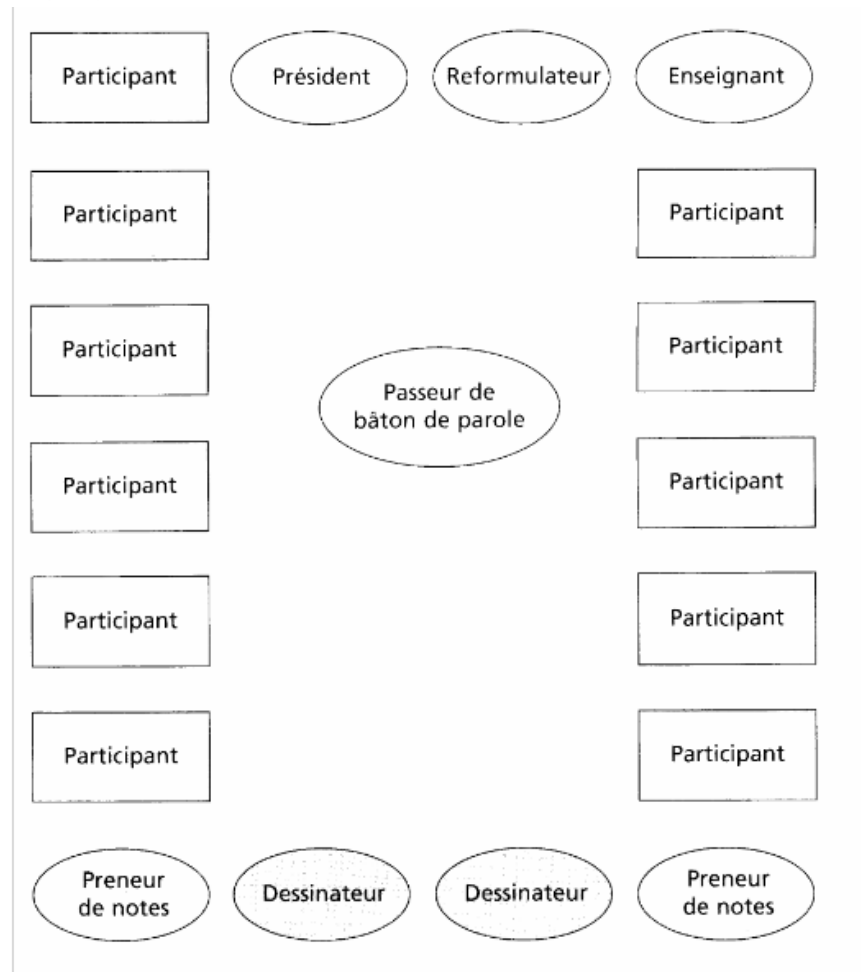 Participant
Président
Reformulateur
Enseignant
Participant
Participant
Participant
Participant
Passeur de
bâton de parole
Participant
Participant
Participant
Participant
Participant
Participant
Preneur
de notes
Dessinateur
Dessinateur
Preneur
de notes